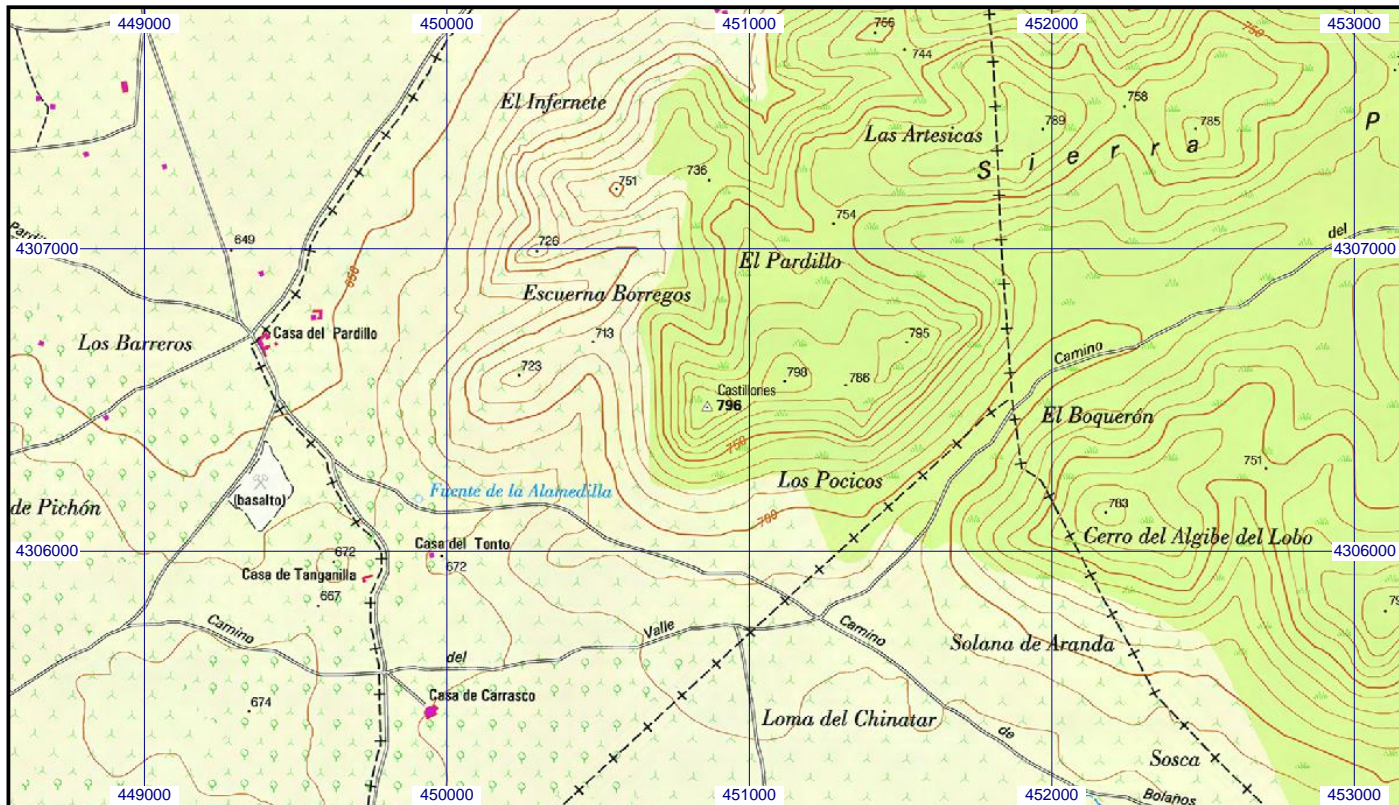 449000
450000
451000
452000
453000
756
744
750
El Infernete
758
Las Artesicas
789
785
P
Sierra
736
751
754
Pardi
649
726
del
4307000
4307000
El Pardillo
650
Escuerna Borregos
Casa del Pardillo
Los Barreros
713
795
Camino
723
798
786
Castillones
796
El Boquerón
750
751
Los Pocicos
(basalto)
Fuente de la Alamedilla
de Pichón
700
783
4306000
Casa del Tonto
Cerro del Algibe del Lobo
4306000
672
672
Casa de Tanganilla
667
Camino
Valle
Camino
del
Solana de Aranda
Casa de Carrasco
674
Loma del Chinatar
de
Sosca
Bolaños
449000
450000
451000
452000
453000